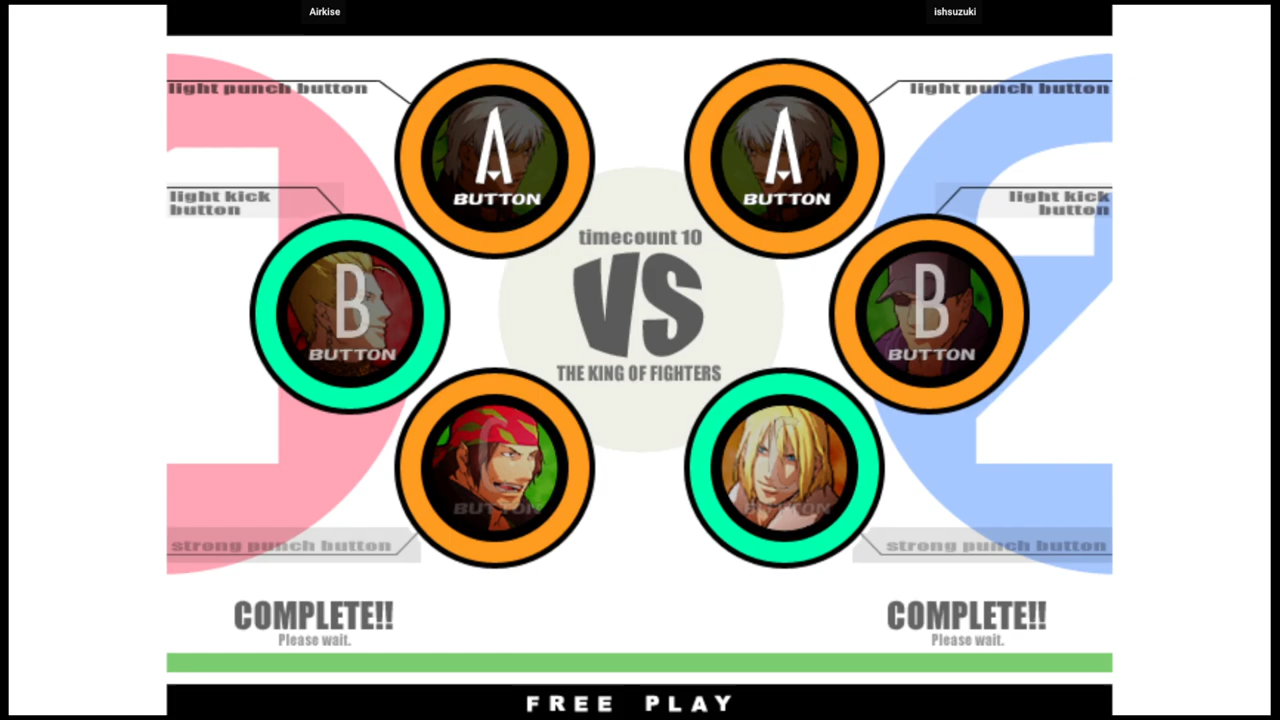 Airkise
ishsuzuki
light punch button
light punch button
A
BUTTON
A
BUTTON
light kick
button
light kick
button
timecount 10
VS
THE KING OF FIGHTERS
B
BUTTON
B
BUTTON
C
BUTTON
BUTTON
strong punch button
strong punch button
COMPLETE!!
Please wait.
COMPLETE!!
Please wait.
FREE PLAY